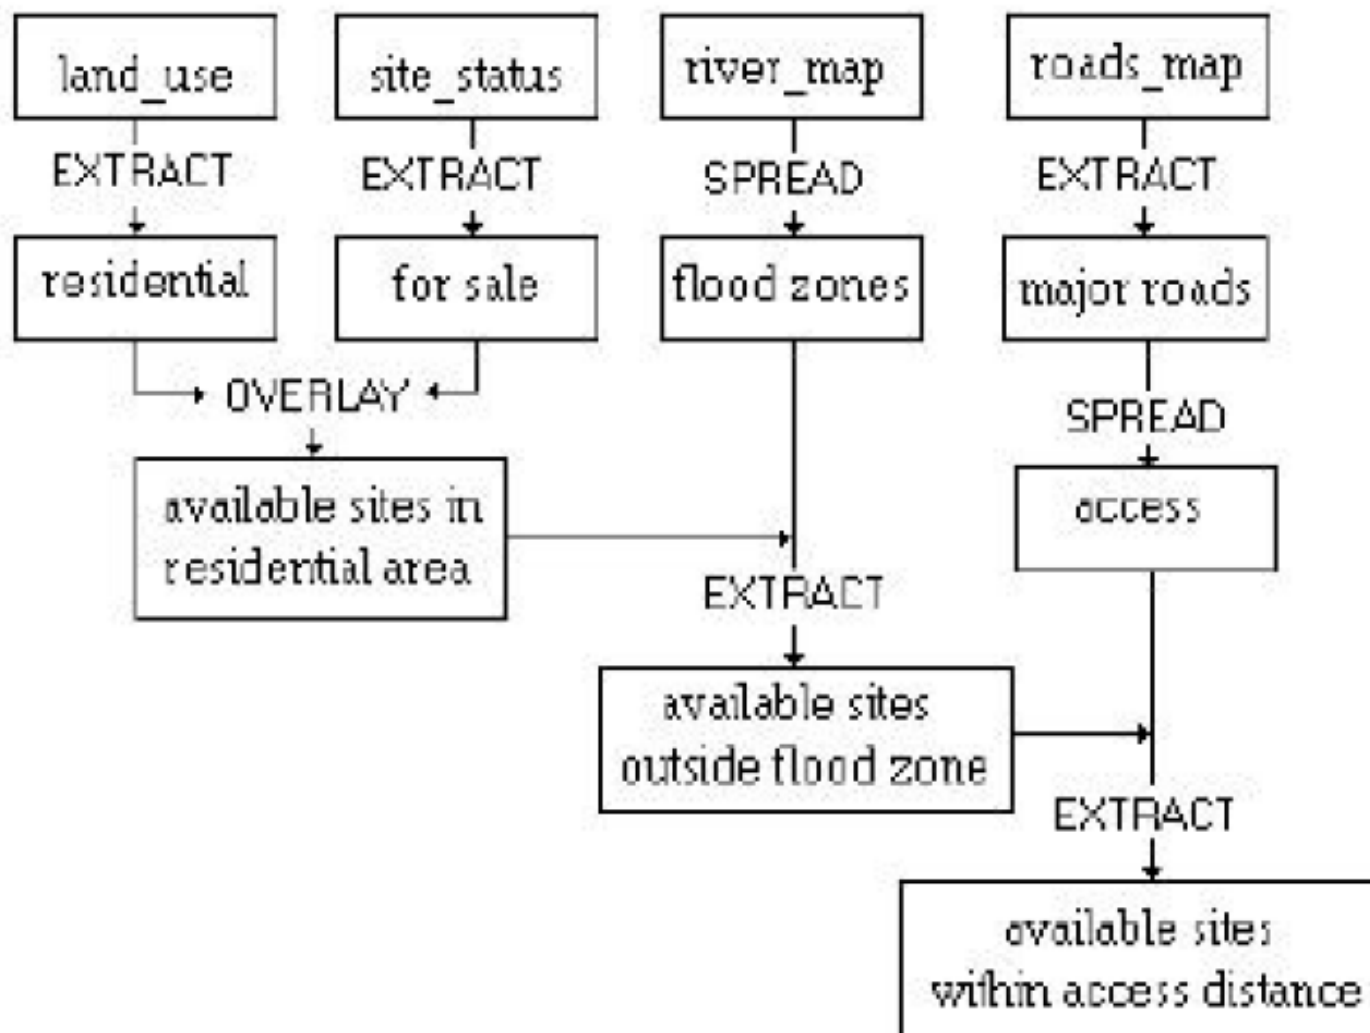 land_use
site_status
river_map
roads_map
EXTRACT
EXTRACT
SPREAD
EXTRACT
residential
for sale
flood zones
major roads
OVERLAY
SPREAD
available sites in
residential area
access
EXTRACT
available sites
outside flood zone
EXTRACT
available sites
within access distance